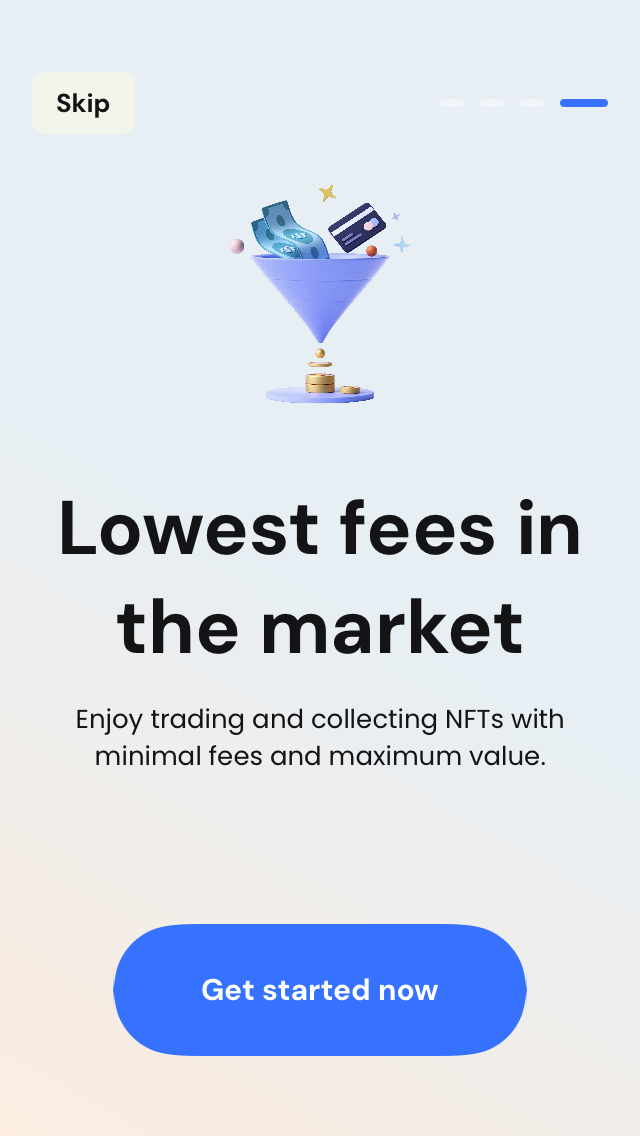 Skip
Lowest fees in
the market
Enjoy trading and collecting NFTs with
minimal fees and maximum value.
Get started now